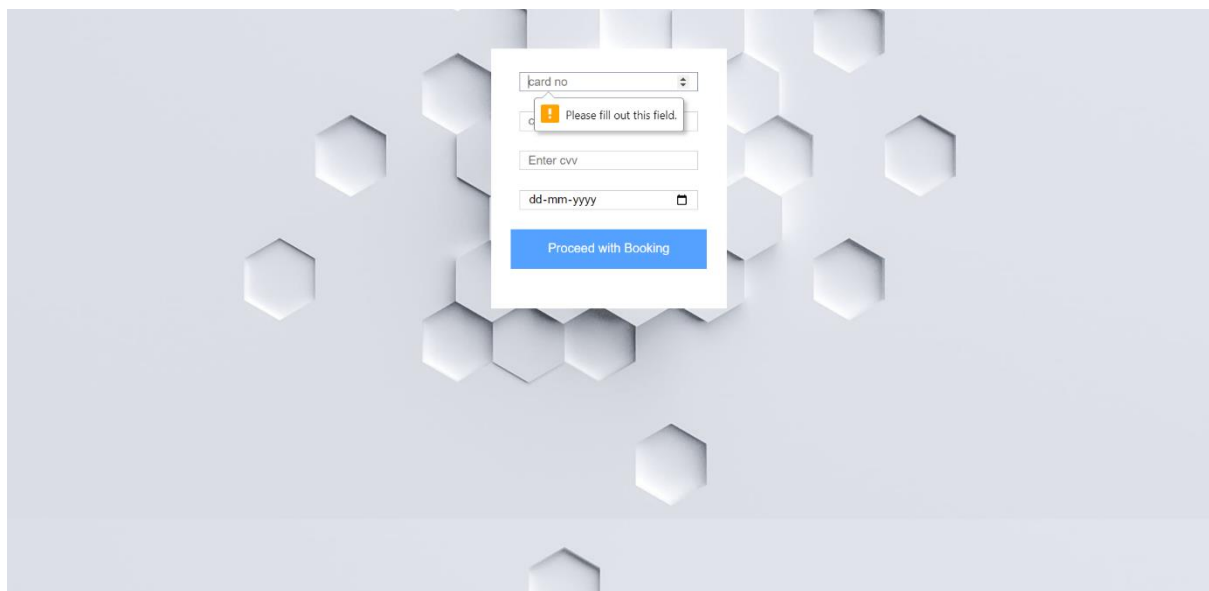 card no
Please fill out this field.
Enter cvv
dd-mm-yyyy
Proceed with Booking